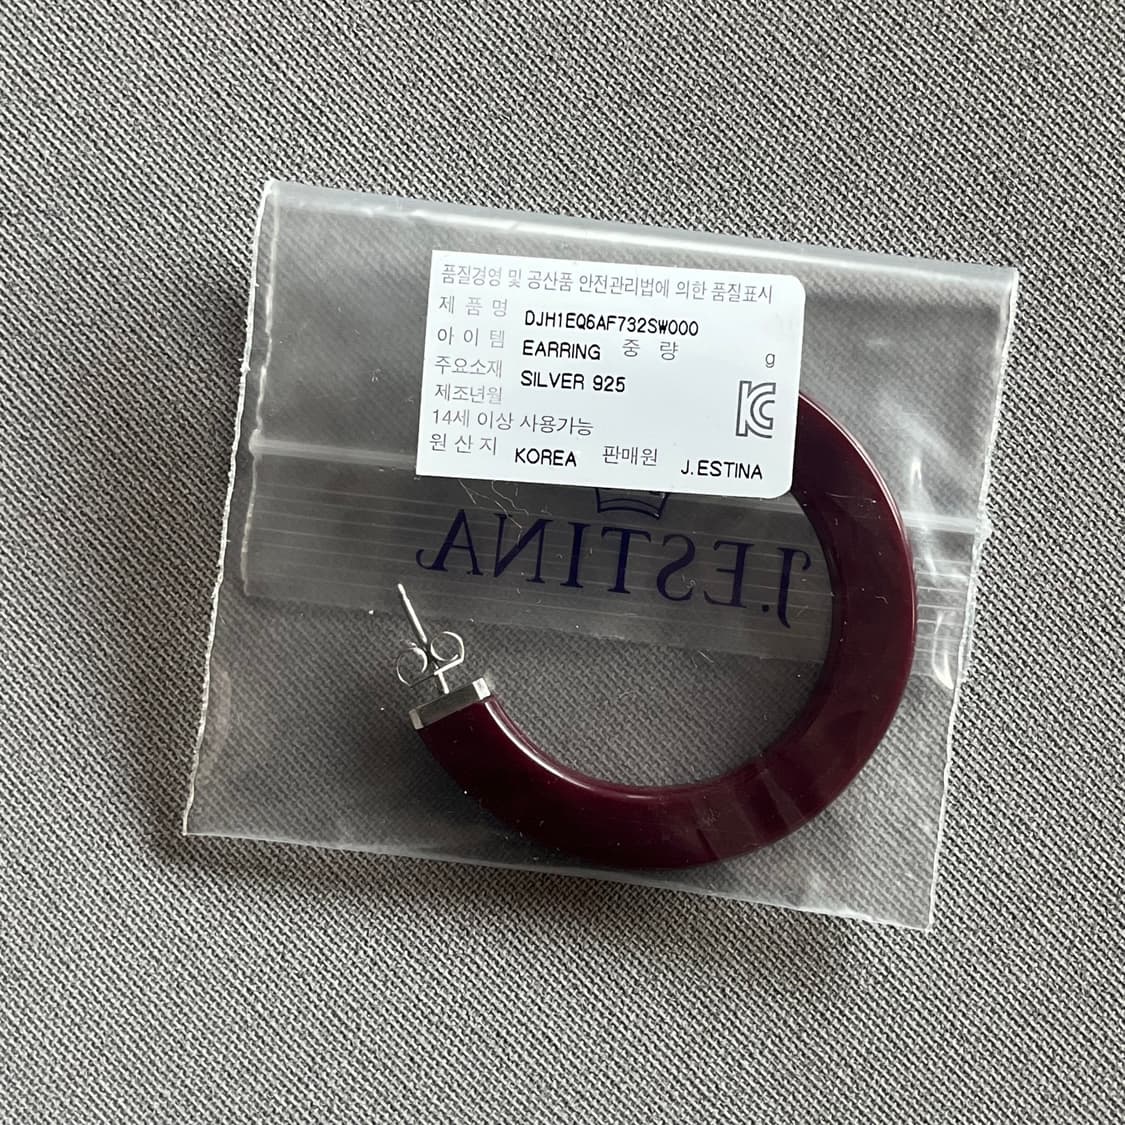 품질경영 및 공산품 안전관리법에 의한 품질표시
제 품 명 DJH1EQ6AF732SW000
아 이 템 EARRING 중 량 g
주요소재 SILVER 925
제조년월
14세 이상 사용가능
원 산 지 KOREA 판매원 J.ESTINA
J.ESTINA